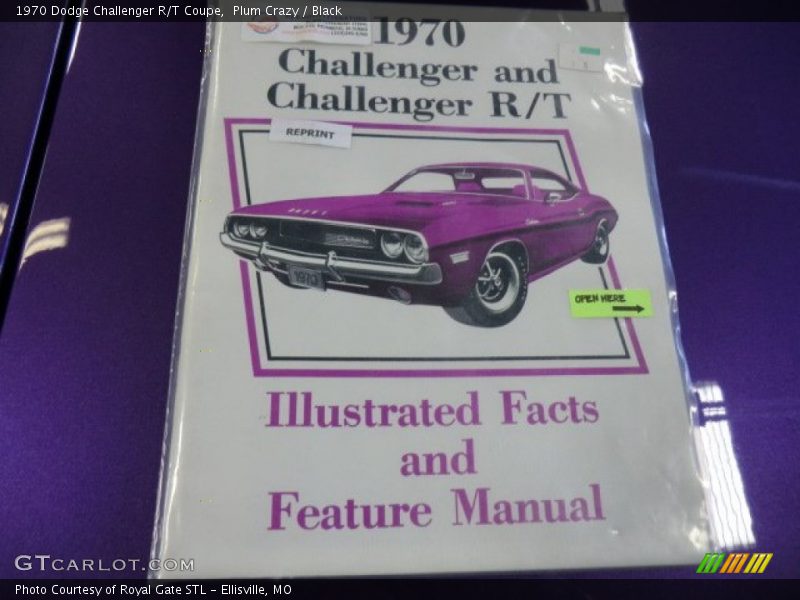 1970 Dodge Challenger R/T Coupe, Plum Crazy / Black
1970
Challenger and
Challenger R/T
REPRINT
1970
OPEN HERE
Illustrated Facts
and
Feature Manual
GTCARLOT.COM
Photo Courtesy of Royal Gate STL - Ellisville, MO